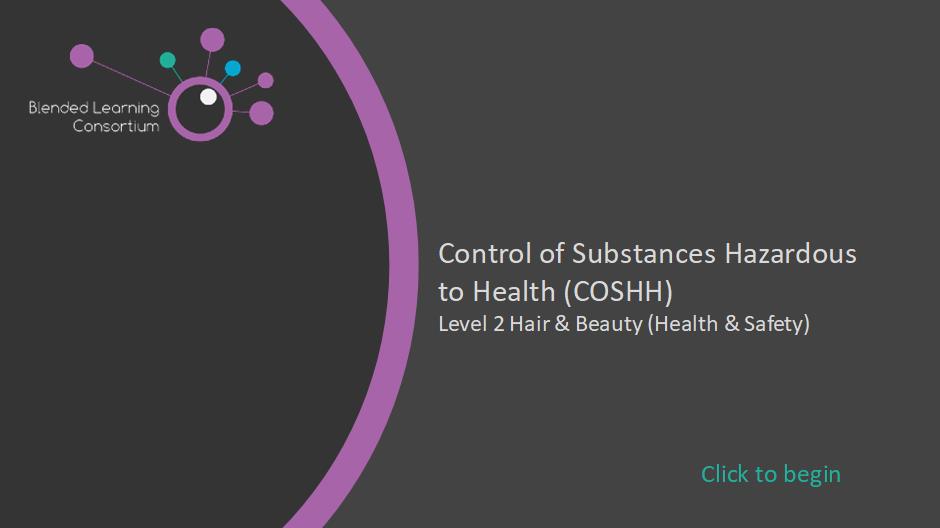 Blended Learning
Consortium
Control of Substances Hazardous
to Health (COSHH)
Level 2 Hair & Beauty (Health & Safety)
Click to begin